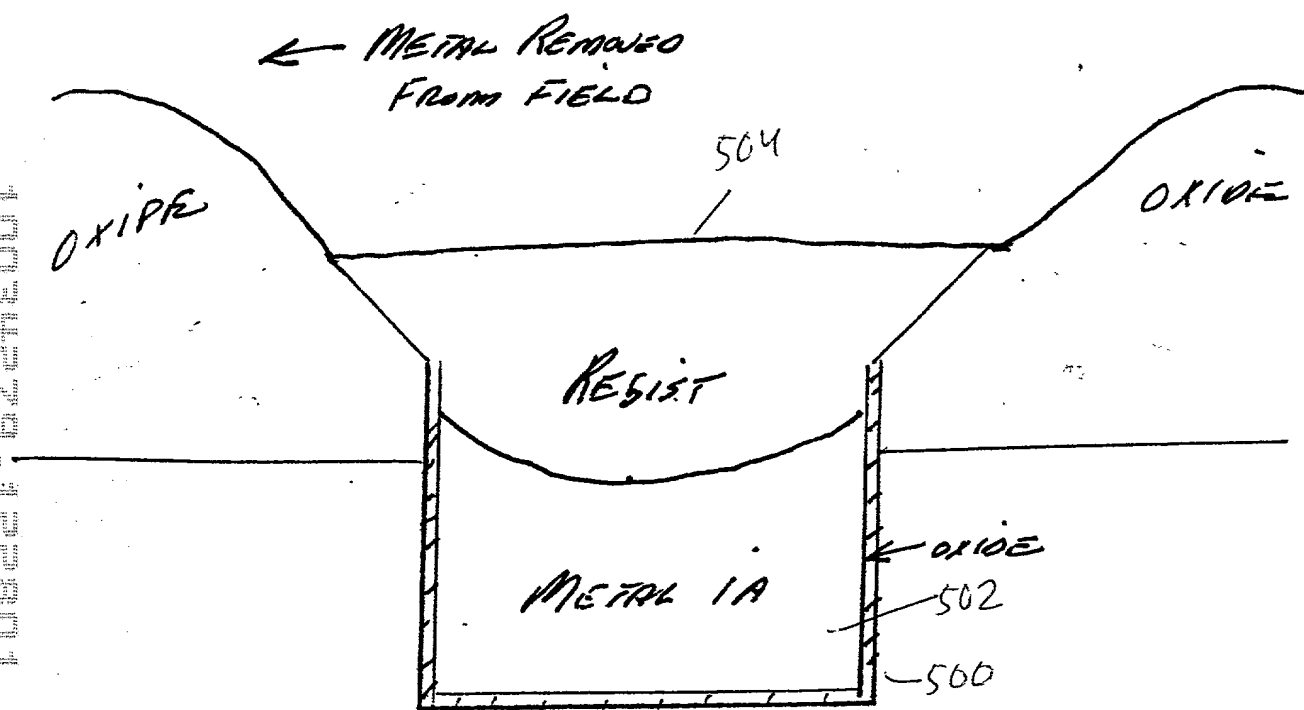 ← METAL REMOVED
FROM FIELD
504
OXIDE
OXIDE
RESIST
← OXIDE
METAL 1A
502
500